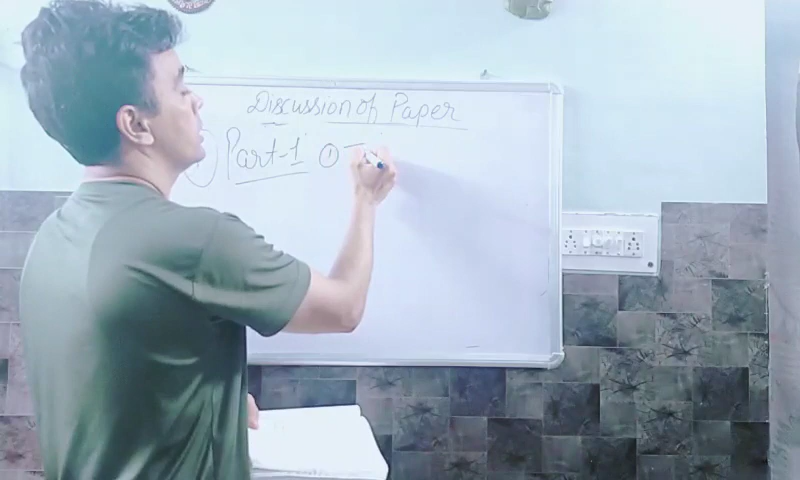 Discussion of Paper
Part-1 ①